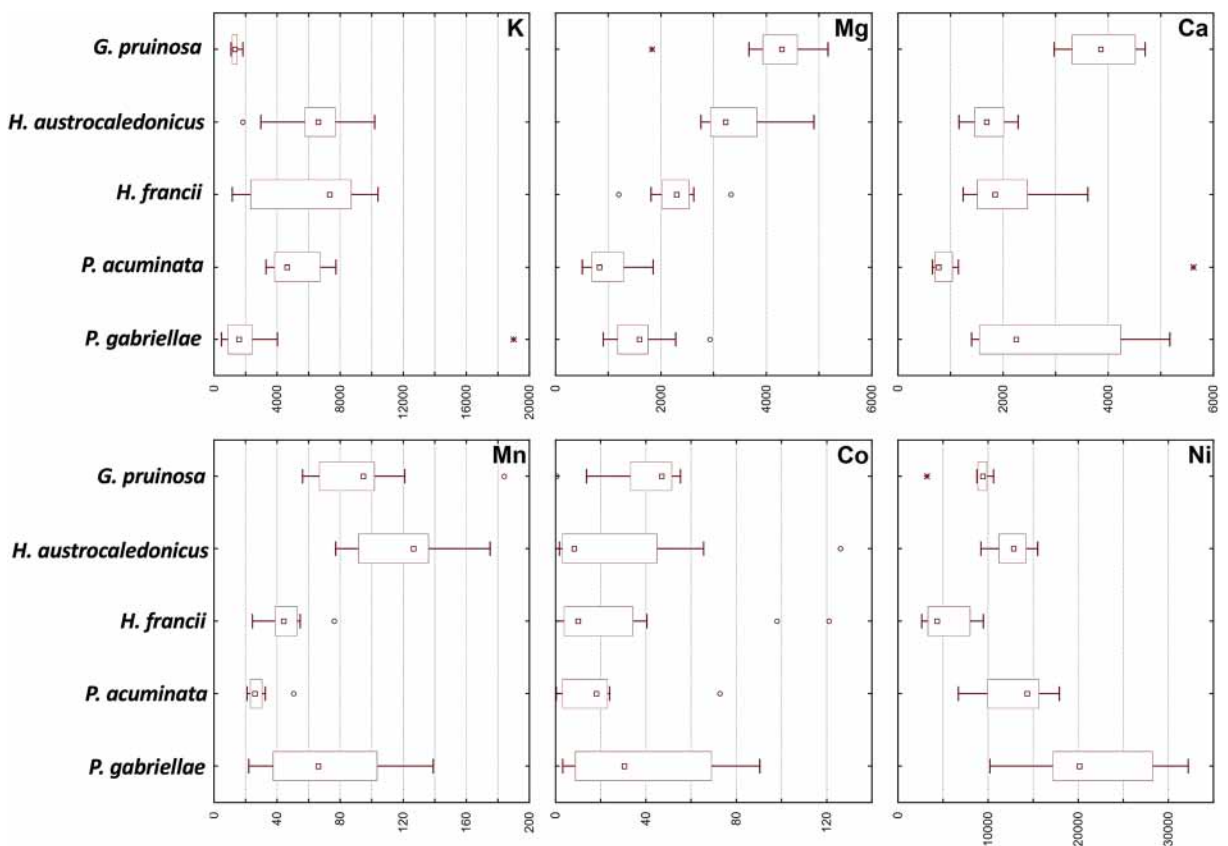 K
Mg
Ca
G. pruinosa
H. austrocaledonicus
H. francii
P. acuminata
P. gabriellae
0 4000 8000 12000 16000 20000
0 2000 4000 6000
0 2000 4000 6000
Mn
Co
Ni
G. pruinosa
H. austrocaledonicus
H. francii
P. acuminata
P. gabriellae
0 40 80 120 160 200
0 40 80 120
10000 20000 30000